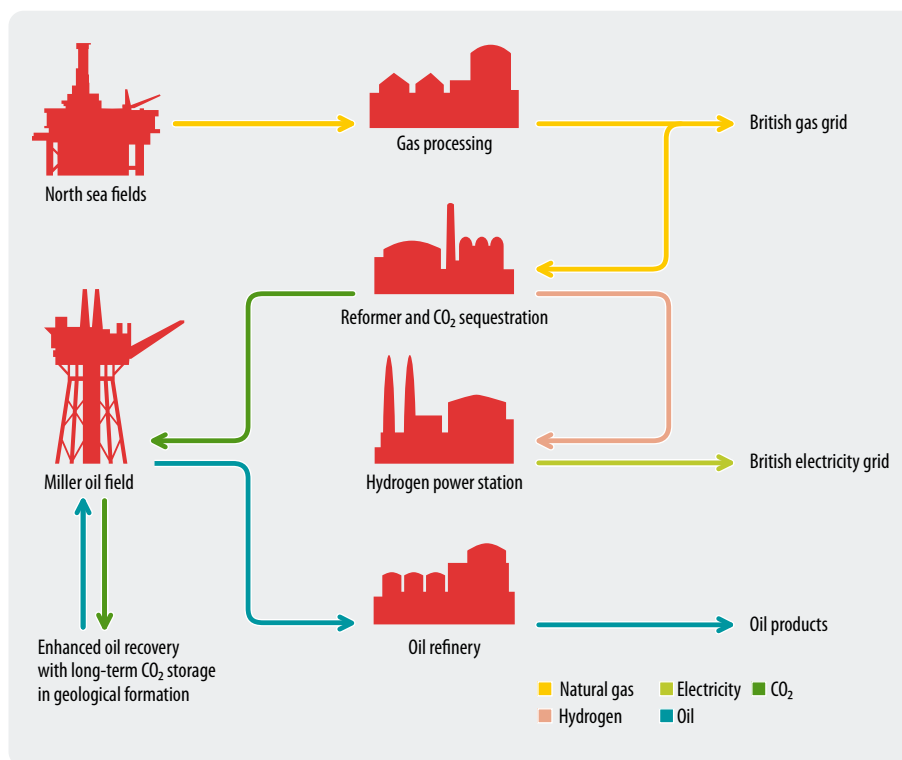 Gas processing
British gas grid
North sea fields
Reformer and CO₂ sequestration
Miller oil field
Hydrogen power station
British electricity grid
Enhanced oil recovery
with long-term CO₂ storage
in geological formation
Oil refinery
Oil products
Natural gas
Electricity
CO₂
Hydrogen
Oil